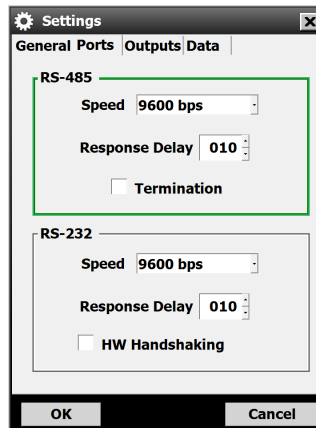 Settings
General Ports Outputs Data
RS-485
Speed 9600 bps
Response Delay 010
Termination
RS-232
Speed 9600 bps
Response Delay 010
HW Handshaking
OK Cancel